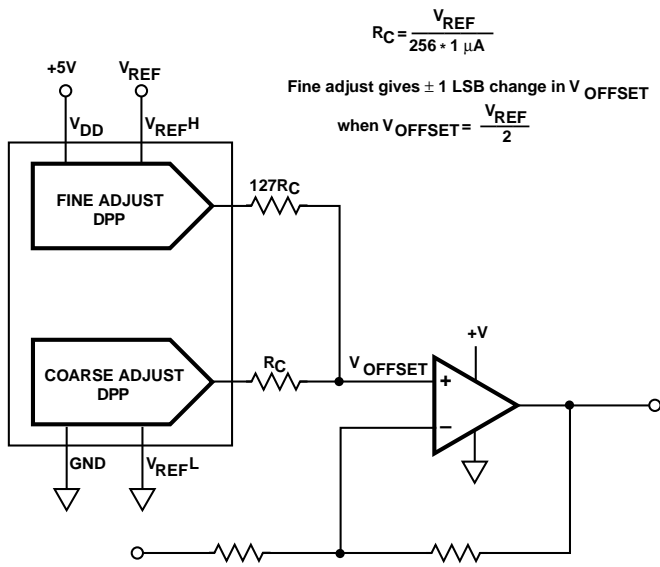 R_C = V_REF / 256 * 1 µA
Fine adjust gives ± 1 LSB change in V_OFFSET
when V_OFFSET = V_REF / 2
+5V
V_REF
V_DD
V_REFH
FINE ADJUST
DPP
127R_C
COARSE ADJUST
DPP
R_C
V_OFFSET
+V
+
−
GND
V_REFL